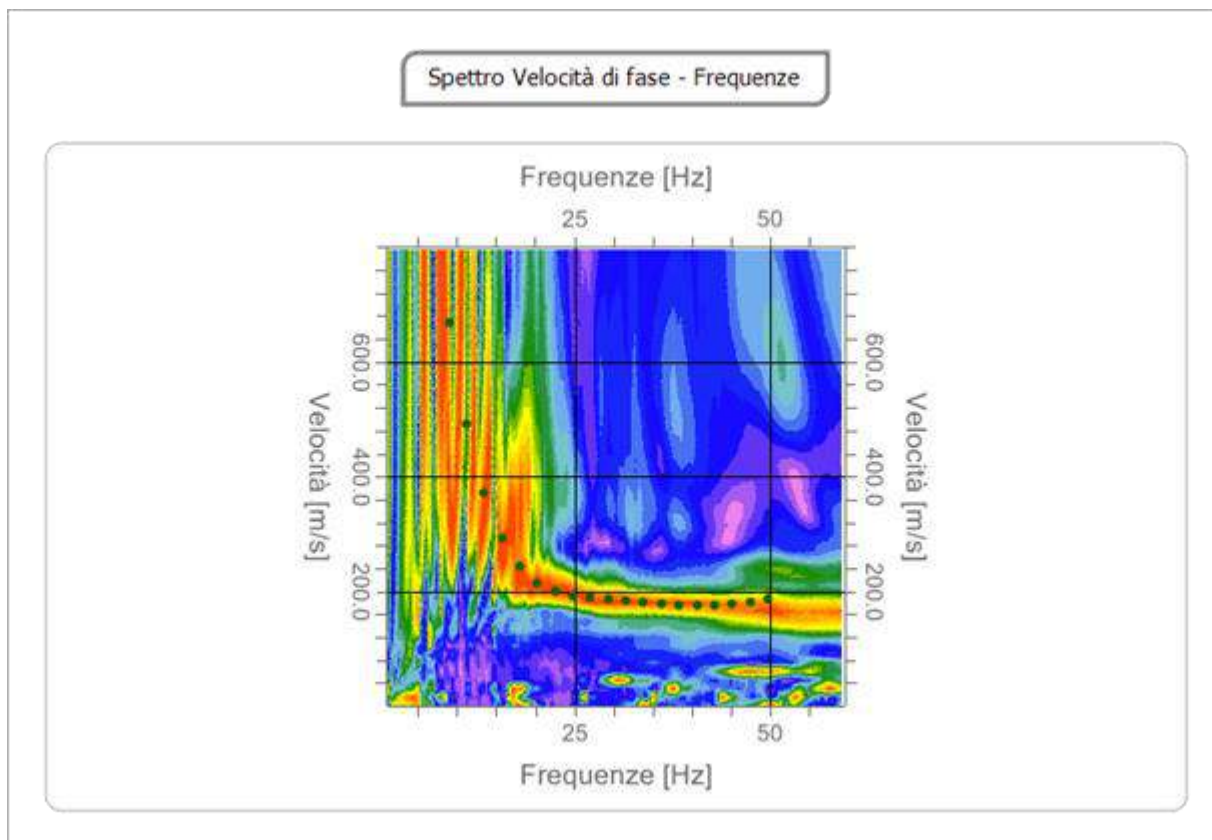 Spettro Velocità di fase - Frequenze
Frequenze [Hz]
25 50
600.0 600.0
Velocità [m/s] Velocità [m/s]
400.0 400.0
200.0 200.0
25 50
Frequenze [Hz]